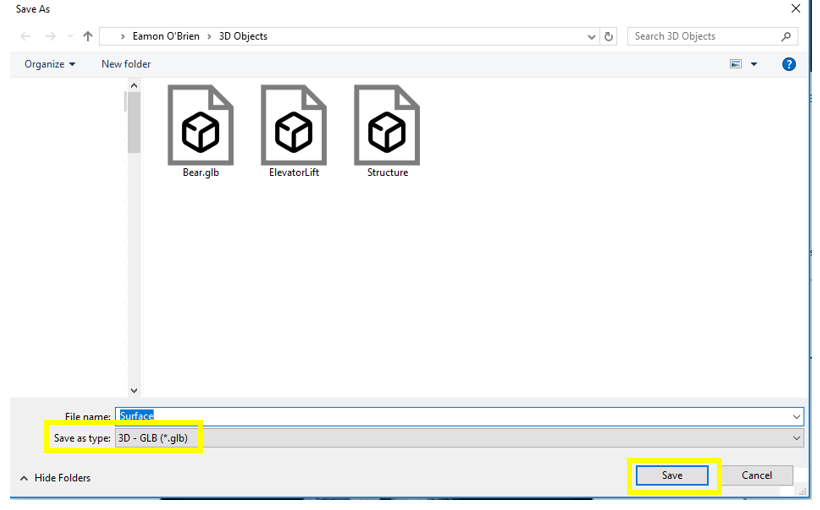 Save As
Eamon O'Brien > 3D Objects
Search 3D Objects
Organize
New folder
Bear.glb
ElevatorLift
Structure
File name: Surface
Save as type: 3D - GLB (*.glb)
Hide Folders
Save
Cancel